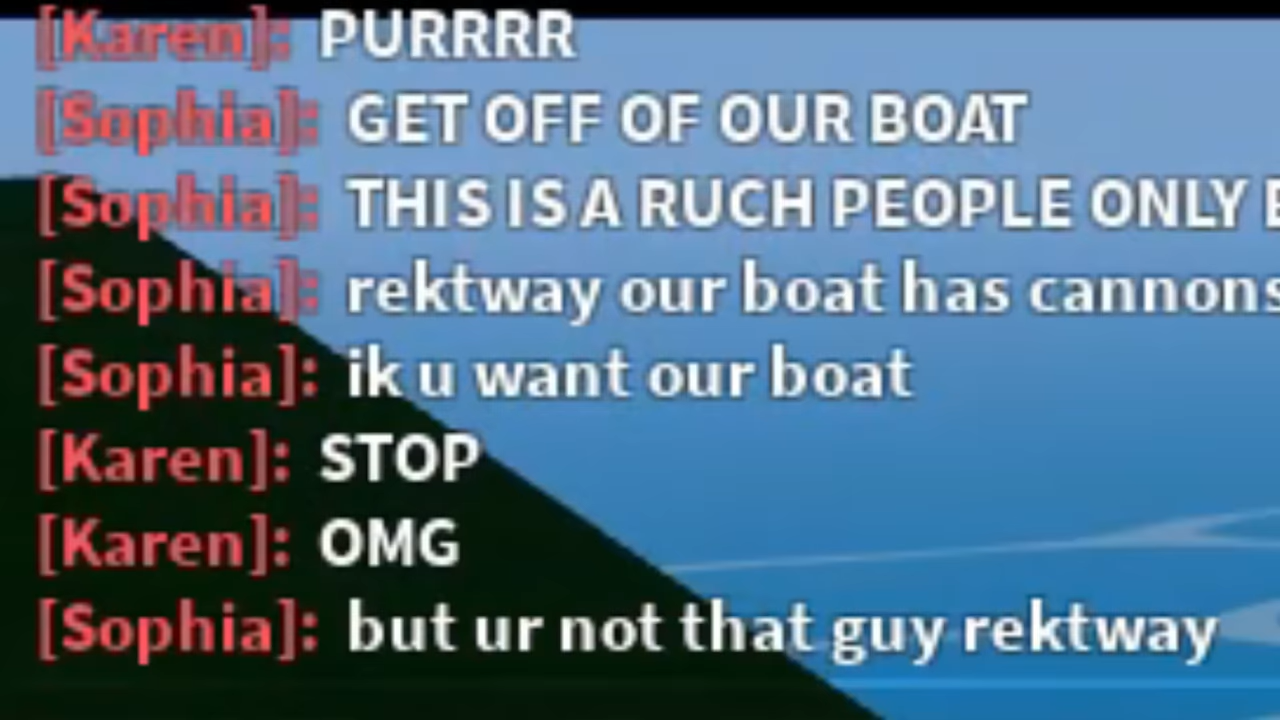 [Karen]: PURRRR
[Sophia]: GET OFF OF OUR BOAT
[Sophia]: THIS IS A RUCH PEOPLE ONLY
[Sophia]: rektway our boat has cannons
[Sophia]: ik u want our boat
[Karen]: STOP
[Karen]: OMG
[Sophia]: but ur not that guy rektway